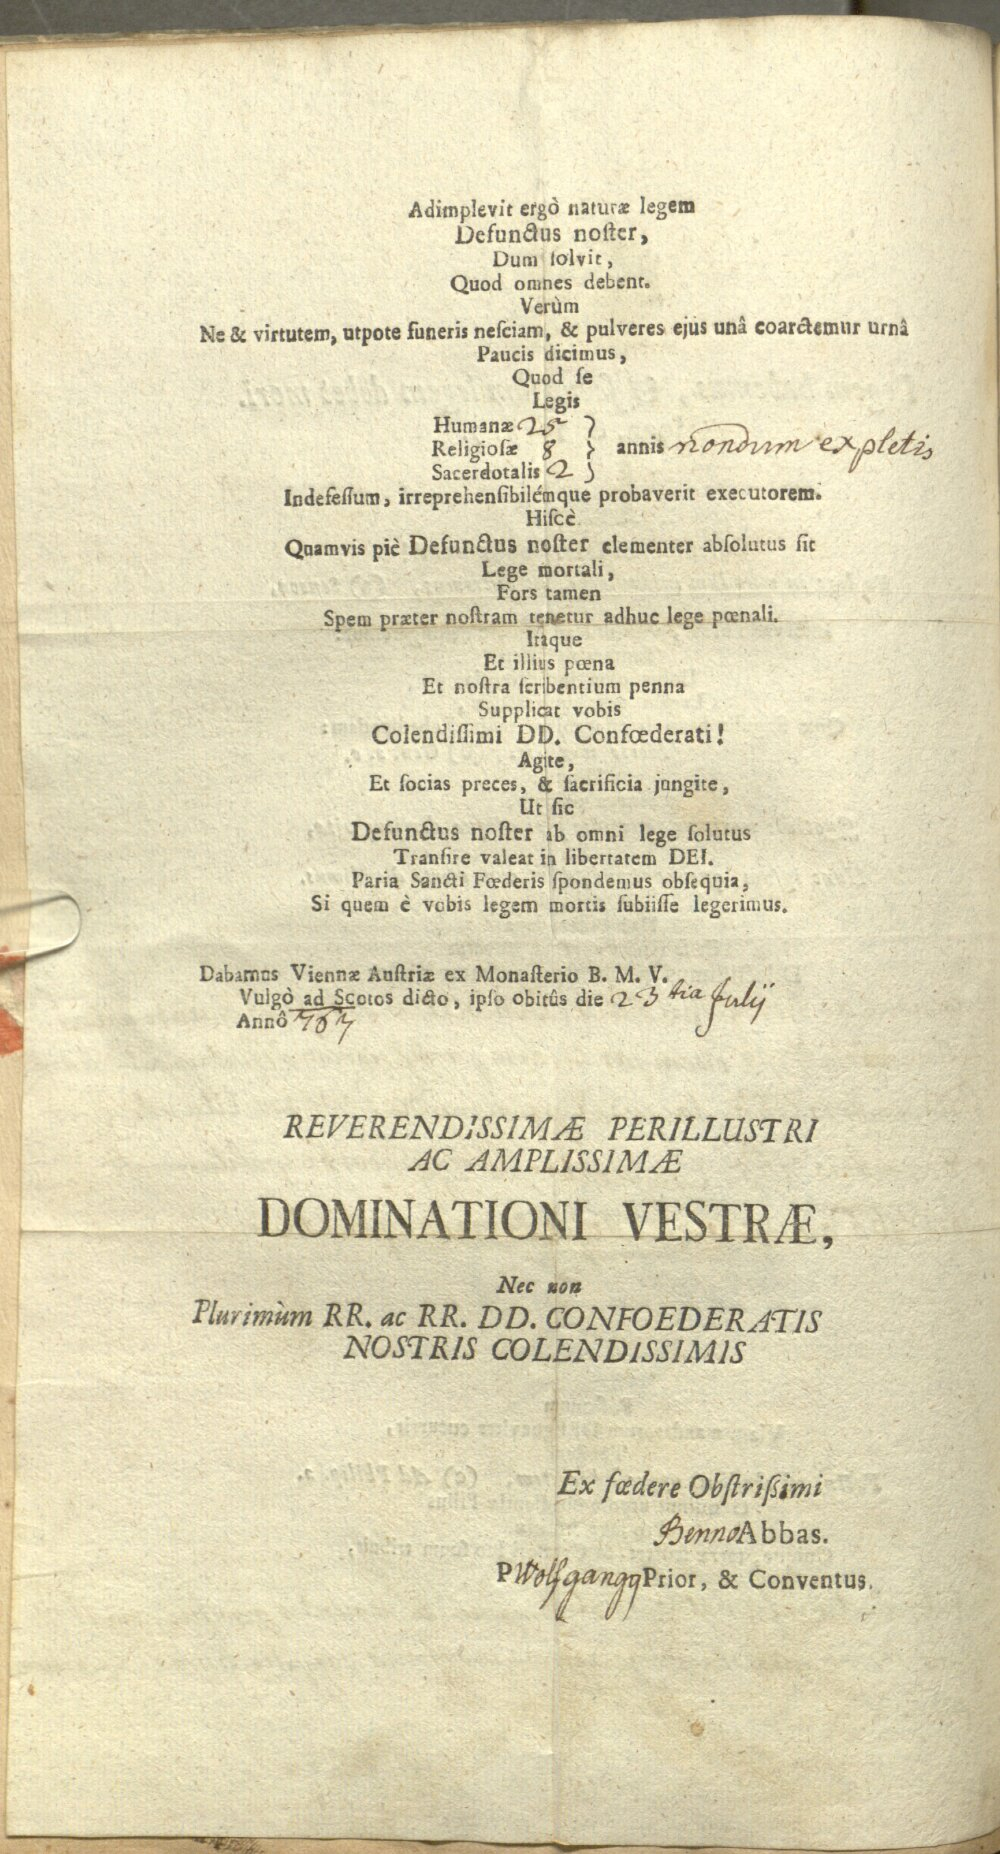 Adimplevit ergò naturæ legem
Defunctus noſter,
Dum ſolvit,
Quod omnes debent.
Verùm
Ne & virtutem, utpote funeris neſciam, & pulveres ejus unâ coarctemur urnâ
Paucis dicimus,
Quod ſe
Legis
Humanæ 25 }
Religioſæ 8 } annis nondum expletis
Sacerdotalis 2 }
Indefeſſum, irreprehenſibilémque probaverit executorem.
Hiſcè
Quamvis piè Defunctus noſter clementer abſolutus ſit
Lege mortali,
Fors tamen
Spem præter noſtram tenetur adhuc lege pœnali.
Itaque
Et illius pœna
Et noſtra ſcribentium penna
Supplicat vobis
Colendiſſimi DD. Confœderati!
Agite,
Et ſocias preces, & ſacrificia jungite,
Ut ſic
Defunctus noſter ab omni lege ſolutus
Tranſire valeat in libertatem DEI.
Paria Sancti Fœderis ſpondemus obſequia,
Si quem è vobis legem mortis ſubiiſſe legerimus.
Dabamus Viennæ Auſtriæ ex Monaſterio B. M. V.
Vulgò ad Scotos dicto, ipſo obitûs die 23tia Julij
Annô 767
REVERENDISSIMÆ PERILLUSTRI
AC AMPLISSIMÆ
DOMINATIONI VESTRÆ,
Nec non
Plurimùm RR. ac RR. DD. CONFOEDERATIS
NOSTRIS COLENDISSIMIS
Ex fœdere Obſtriſſimi
Benno Abbas.
P Wolfgangg Prior, & Conventus.